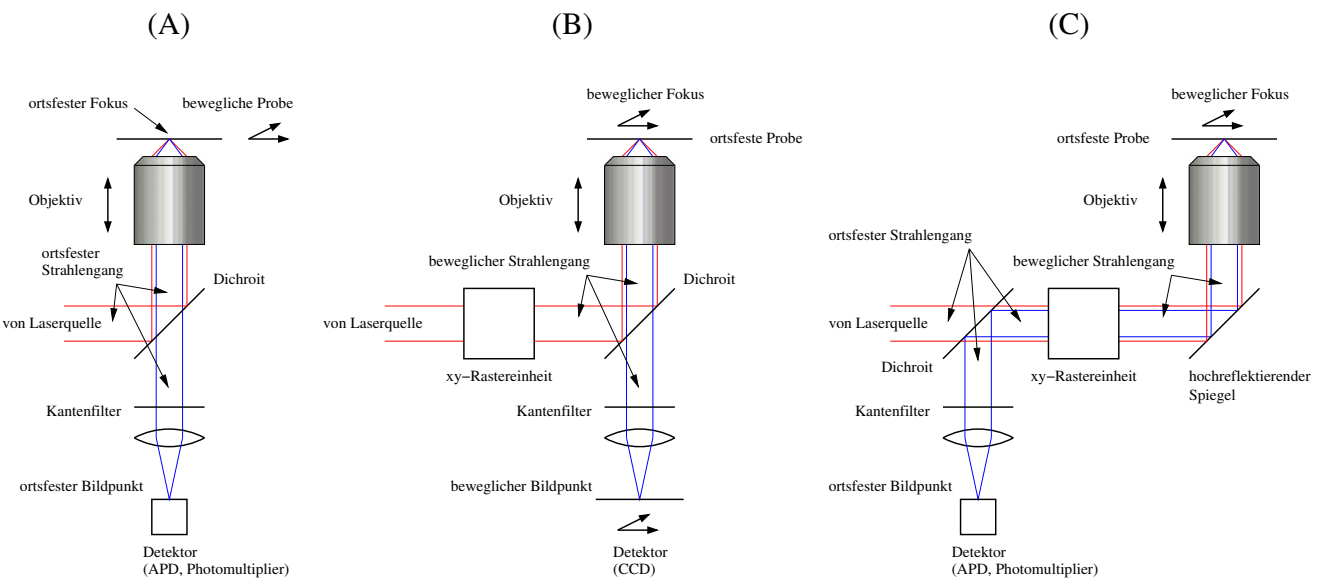 (A)
ortsfester Fokus
bewegliche Probe
Objektiv
ortsfester
Strahlengang
Dichroit
von Laserquelle
Kantenfilter
ortsfester Bildpunkt
Detektor
(APD, Photomultiplier)
(B)
beweglicher Fokus
ortsfeste Probe
Objektiv
beweglicher Strahlengang
Dichroit
von Laserquelle
xy−Rastereinheit
Kantenfilter
beweglicher Bildpunkt
Detektor
(CCD)
(C)
beweglicher Fokus
ortsfeste Probe
Objektiv
ortsfester Strahlengang
beweglicher Strahlengang
von Laserquelle
Dichroit
xy−Rastereinheit
hochreflektierender
Spiegel
Kantenfilter
ortsfester Bildpunkt
Detektor
(APD, Photomultiplier)